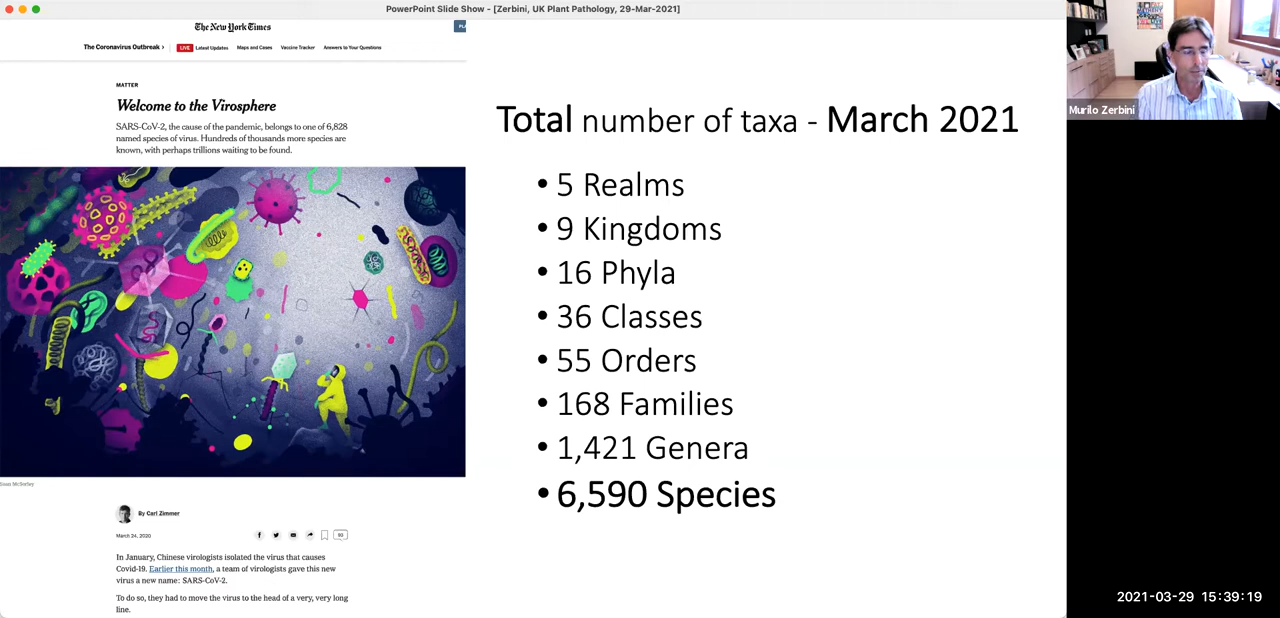 PowerPoint Slide Show - [Zerbini, UK Plant Pathology, 29-Mar-2021]
The New York Times
The Coronavirus Outbreak › LIVE Latest Updates Maps and Cases Vaccine Tracker Answers to Your Questions
MATTER
Welcome to the Virosphere
SARS-CoV-2, the cause of the pandemic, belongs to one of 6,828
named species of virus. Hundreds of thousands more species are
known, with perhaps trillions waiting to be found.
By Carl Zimmer
March 24, 2020
In January, Chinese virologists isolated the virus that causes
Covid-19. Earlier this month, a team of virologists gave this new
virus a new name: SARS-CoV-2.
To do so, they had to move the virus to the head of a very, very long
line.
Total number of taxa - March 2021
• 5 Realms
• 9 Kingdoms
• 16 Phyla
• 36 Classes
• 55 Orders
• 168 Families
• 1,421 Genera
• 6,590 Species
Murilo Zerbini
2021-03-29 15:39:19